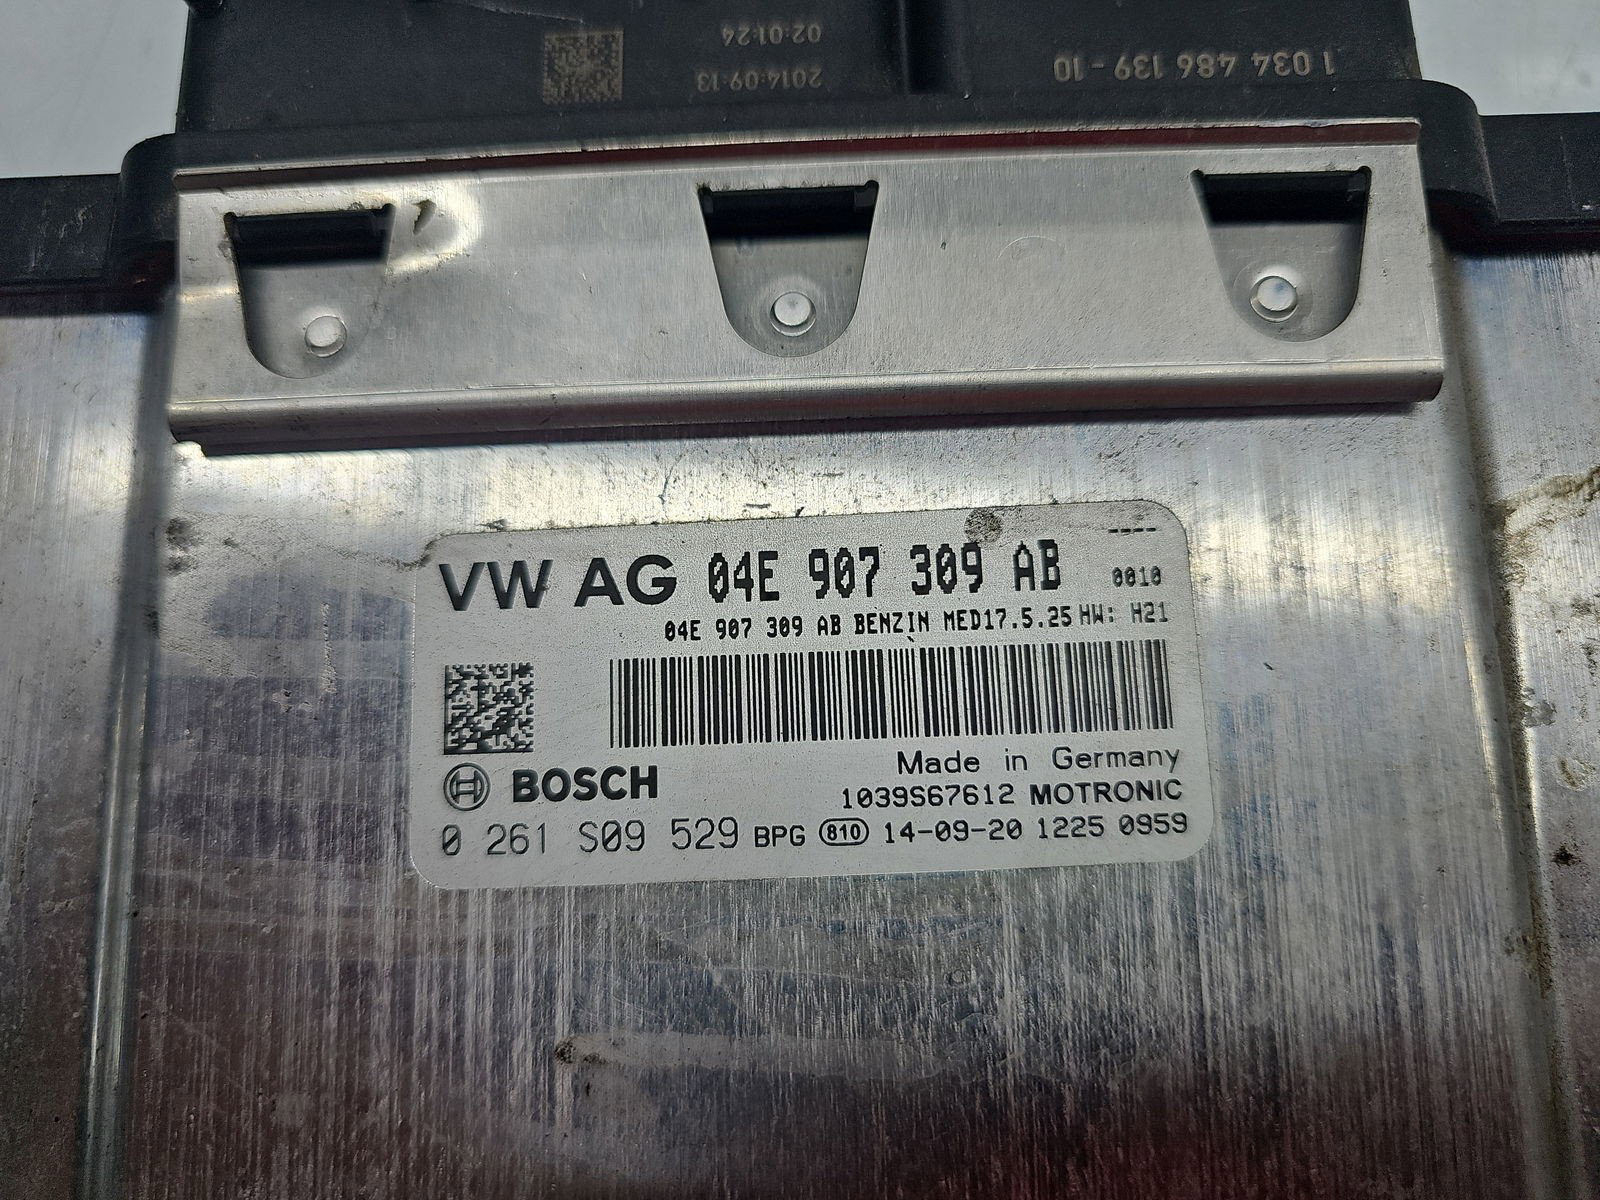 02:01:24
2014:09:13
1 034 486 139 - 10
----
VW AG 04E 907 309 AB 0010
04E 907 309 AB BENZIN MED17.5.25 HW: H21
Made in Germany
BOSCH
1039S67612 MOTRONIC
0 261 S09 529 BPG 810 14-09-20 1225 0959